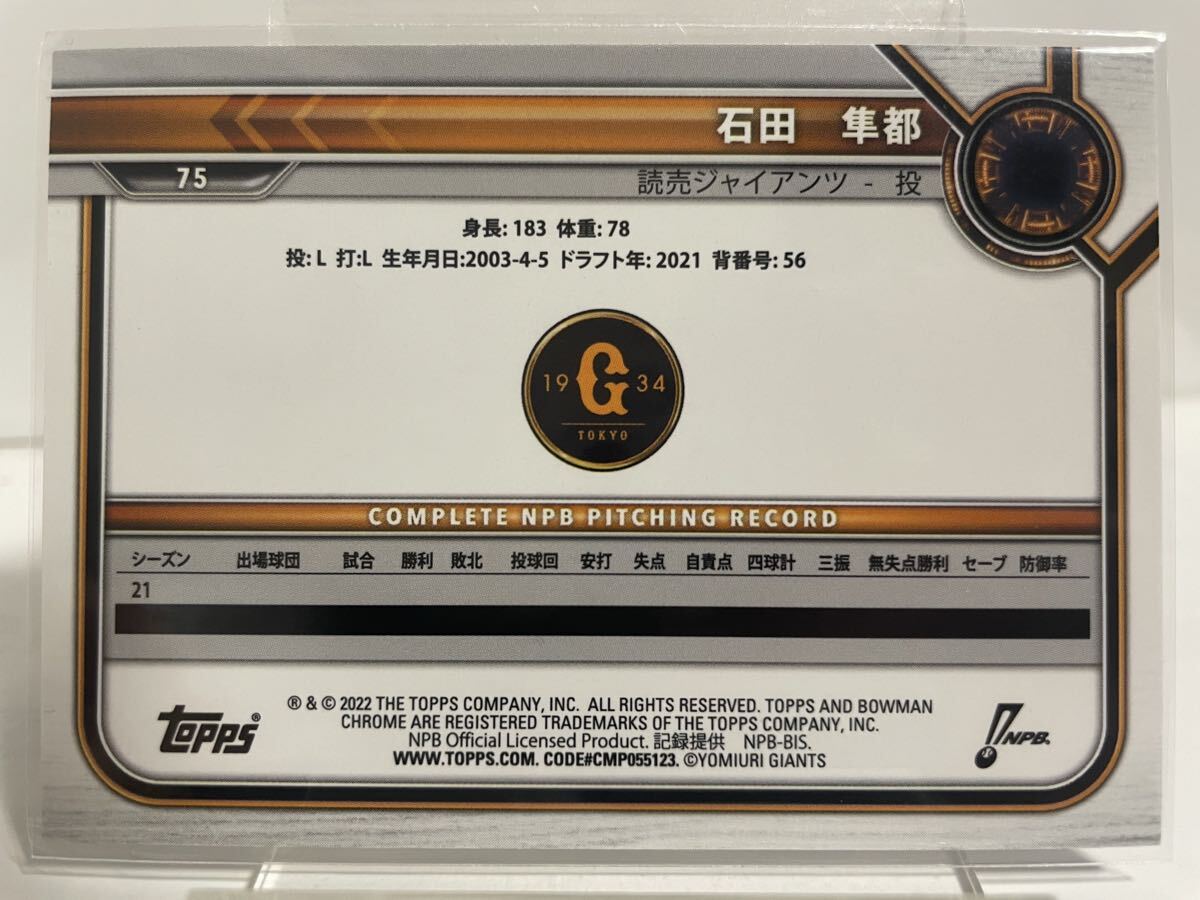 石田 隼都
75
読売ジャイアンツ - 投
身長: 183 体重: 78
投: L 打:L 生年月日:2003-4-5 ドラフト年: 2021 背番号: 56
19 G 34
TOKYO
COMPLETE NPB PITCHING RECORD
シーズン 出場球団 試合 勝利 敗北 投球回 安打 失点 自責点 四球計 三振 無失点勝利 セーブ 防御率
21
® & © 2022 THE TOPPS COMPANY, INC. ALL RIGHTS RESERVED. TOPPS AND BOWMAN
CHROME ARE REGISTERED TRADEMARKS OF THE TOPPS COMPANY, INC.
NPB Official Licensed Product. 記録提供 NPB-BIS.
WWW.TOPPS.COM. CODE#CMP055123. ©YOMIURI GIANTS
Topps®
NPB.